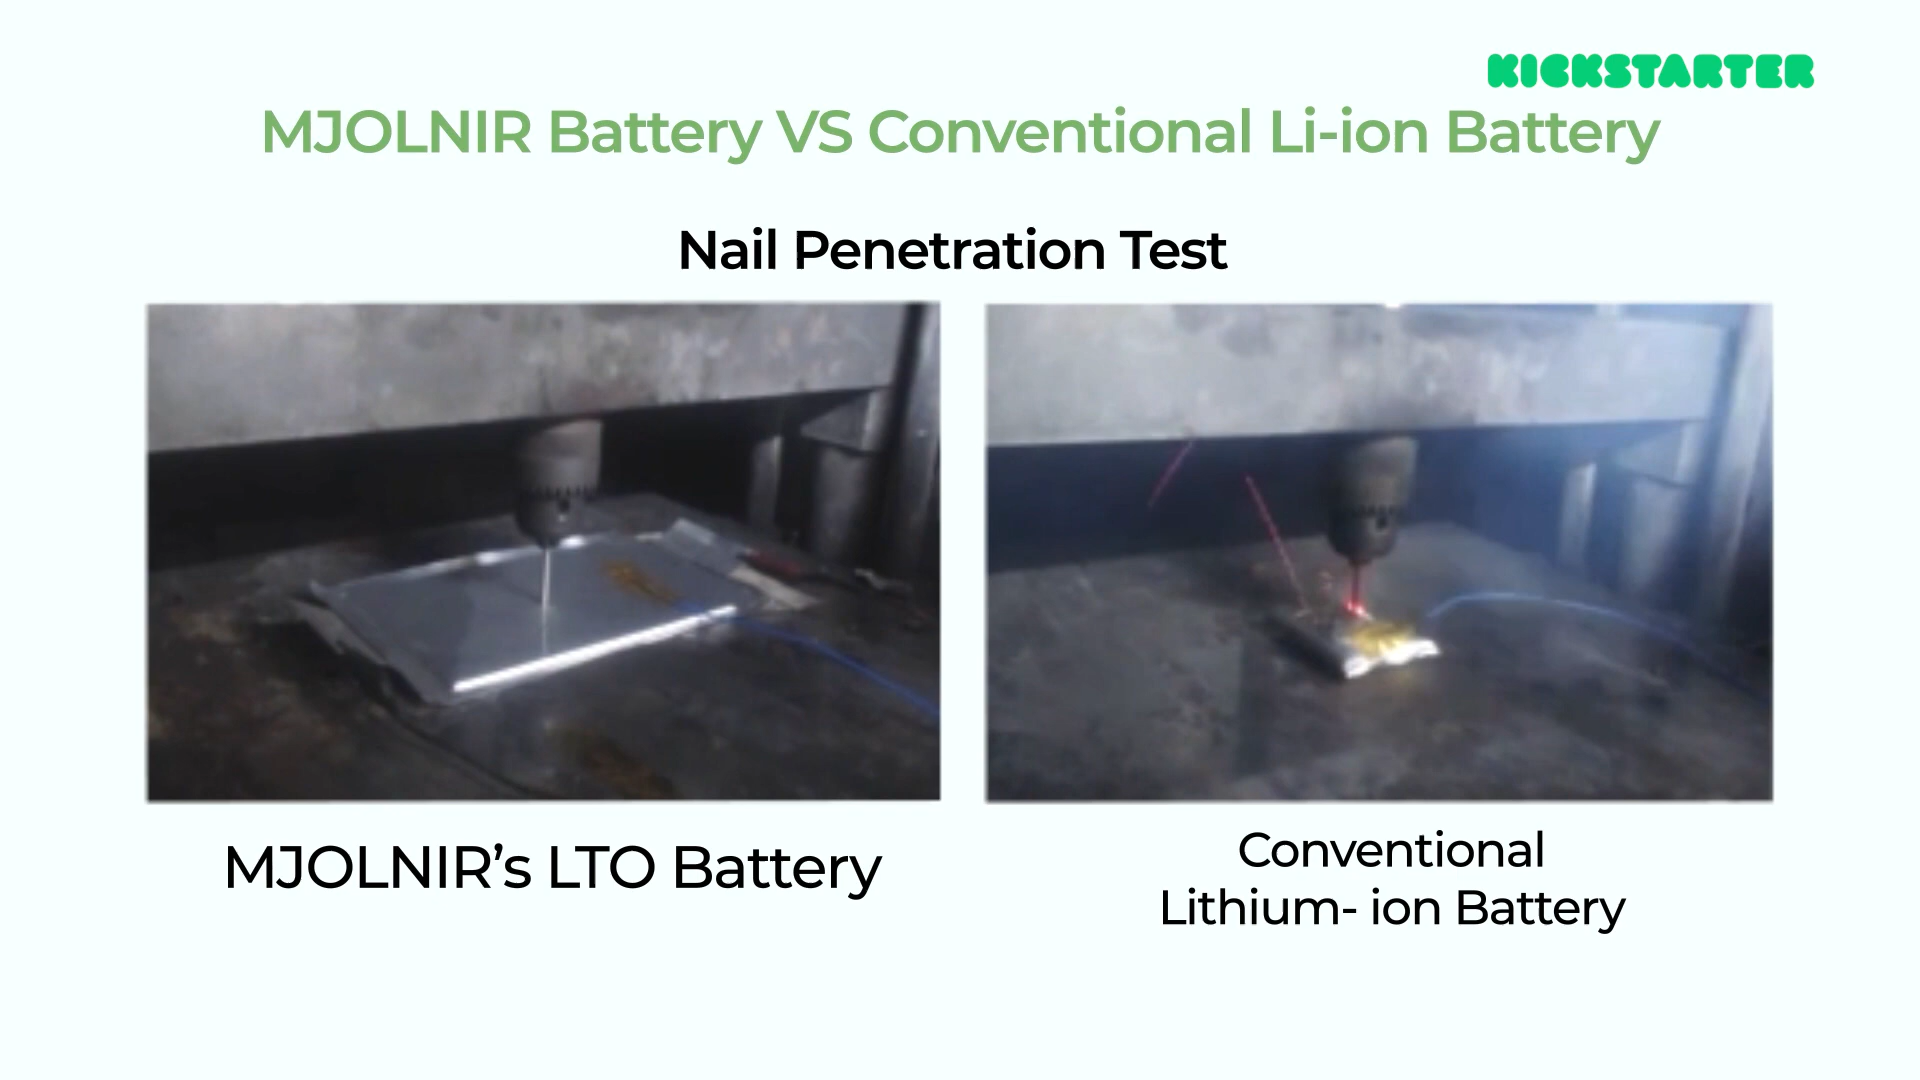 KICKSTARTER
MJOLNIR Battery VS Conventional Li-ion Battery
Nail Penetration Test
MJOLNIR’s LTO Battery
Conventional
Lithium- ion Battery